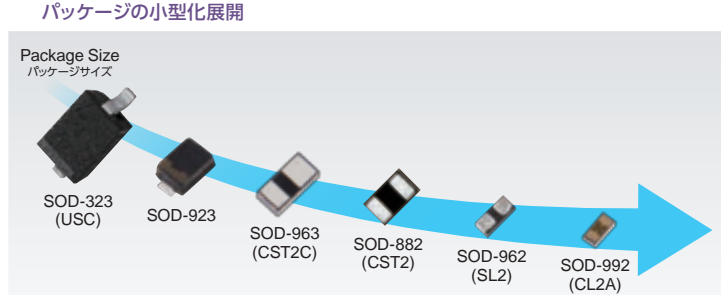 パッケージの小型化展開
Package Size
パッケージサイズ
SOD-323
(USC)
SOD-923
SOD-963
(CST2C)
SOD-882
(CST2)
SOD-962
(SL2)
SOD-992
(CL2A)